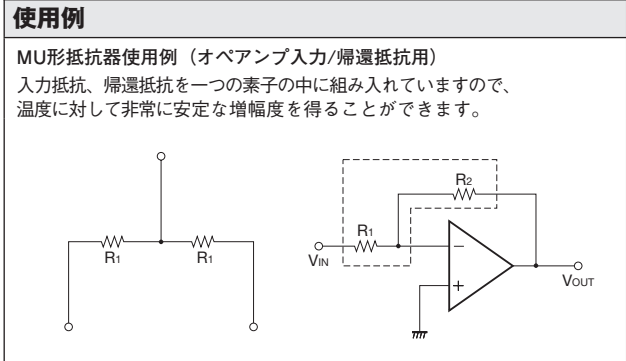 使用例
MU形抵抗器使用例（オペアンプ入力/帰還抵抗用）
入力抵抗、帰還抵抗を一つの素子の中に組み入れていますので、
温度に対して非常に安定な増幅度を得ることができます。
R1
R1
R2
R1
VIN
−
+
VOUT